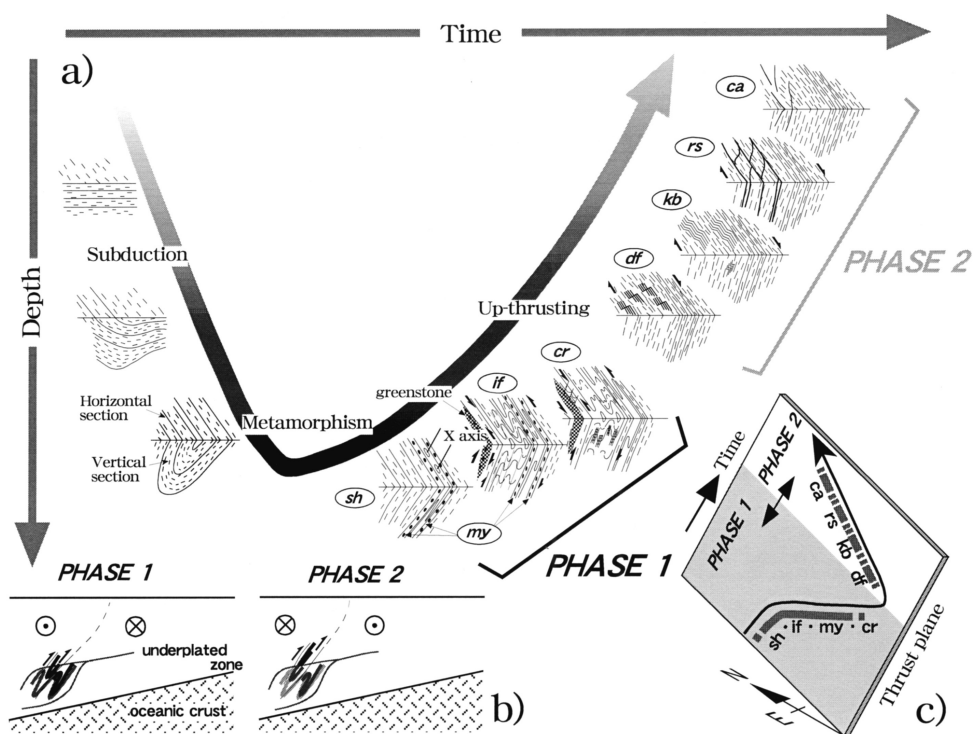 Time
a)
Depth
Subduction
Horizontal
section
Vertical
section
Metamorphism
greenstone
Up-thrusting
X axis
sh
if
cr
my
df
kb
rs
ca
PHASE 2
PHASE 1
PHASE 1
underplated
zone
oceanic crust
PHASE 2
b)
Time
PHASE 1
PHASE 2
ca
rs
kb
df
sh · if · my · cr
N
E
Thrust plane
c)